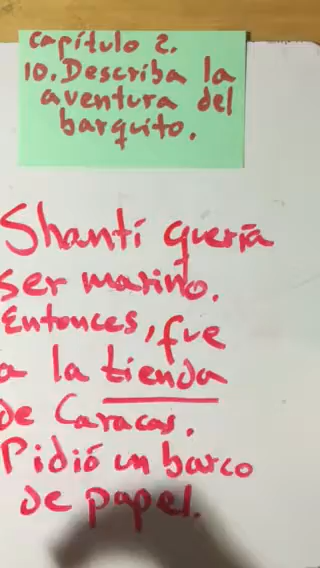 capítulo 2.
10. Describa la
aventura del
barquito.
Shanti quería
ser marino.
Entonces, fue
a la tienda
de Caracas.
Pidió un barco
de papel.